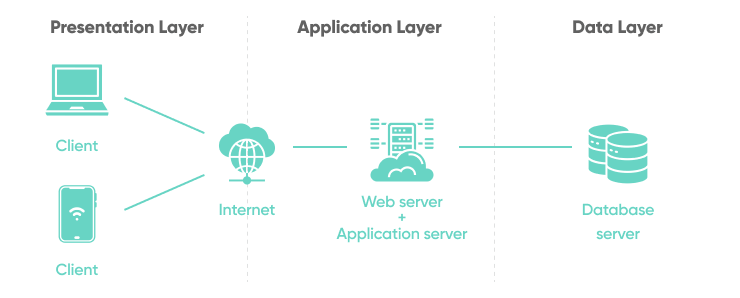 Presentation Layer
Application Layer
Data Layer
Client
Internet
Web server
+
Application server
Database
server
Client